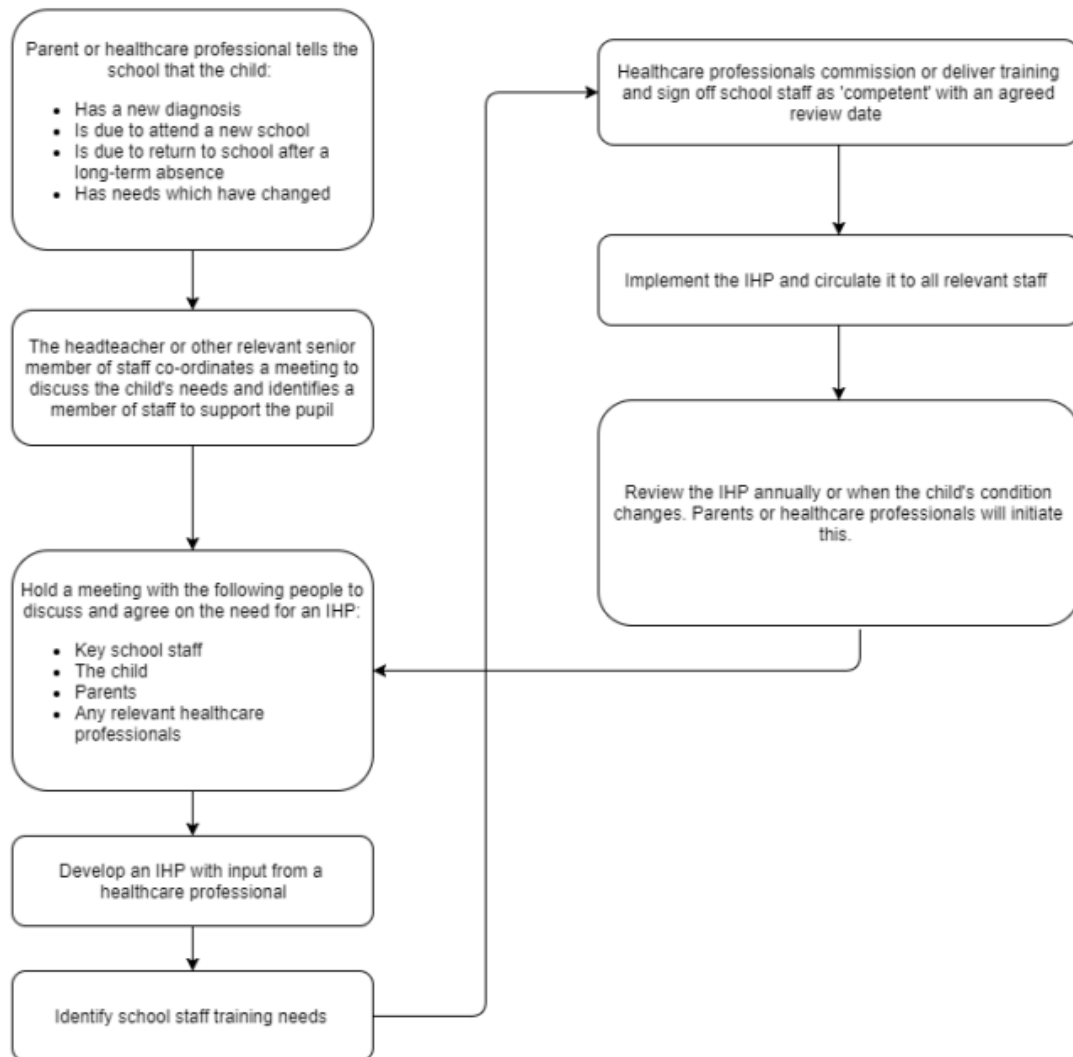 Parent or healthcare professional tells the
school that the child:
• Has a new diagnosis
• Is due to attend a new school
• Is due to return to school after a
long-term absence
• Has needs which have changed
The headteacher or other relevant senior
member of staff co-ordinates a meeting to
discuss the child's needs and identifies a
member of staff to support the pupil
Hold a meeting with the following people to
discuss and agree on the need for an IHP:
• Key school staff
• The child
• Parents
• Any relevant healthcare
professionals
Develop an IHP with input from a
healthcare professional
Identify school staff training needs
Healthcare professionals commission or deliver training
and sign off school staff as 'competent' with an agreed
review date
Implement the IHP and circulate it to all relevant staff
Review the IHP annually or when the child's condition
changes. Parents or healthcare professionals will initiate
this.